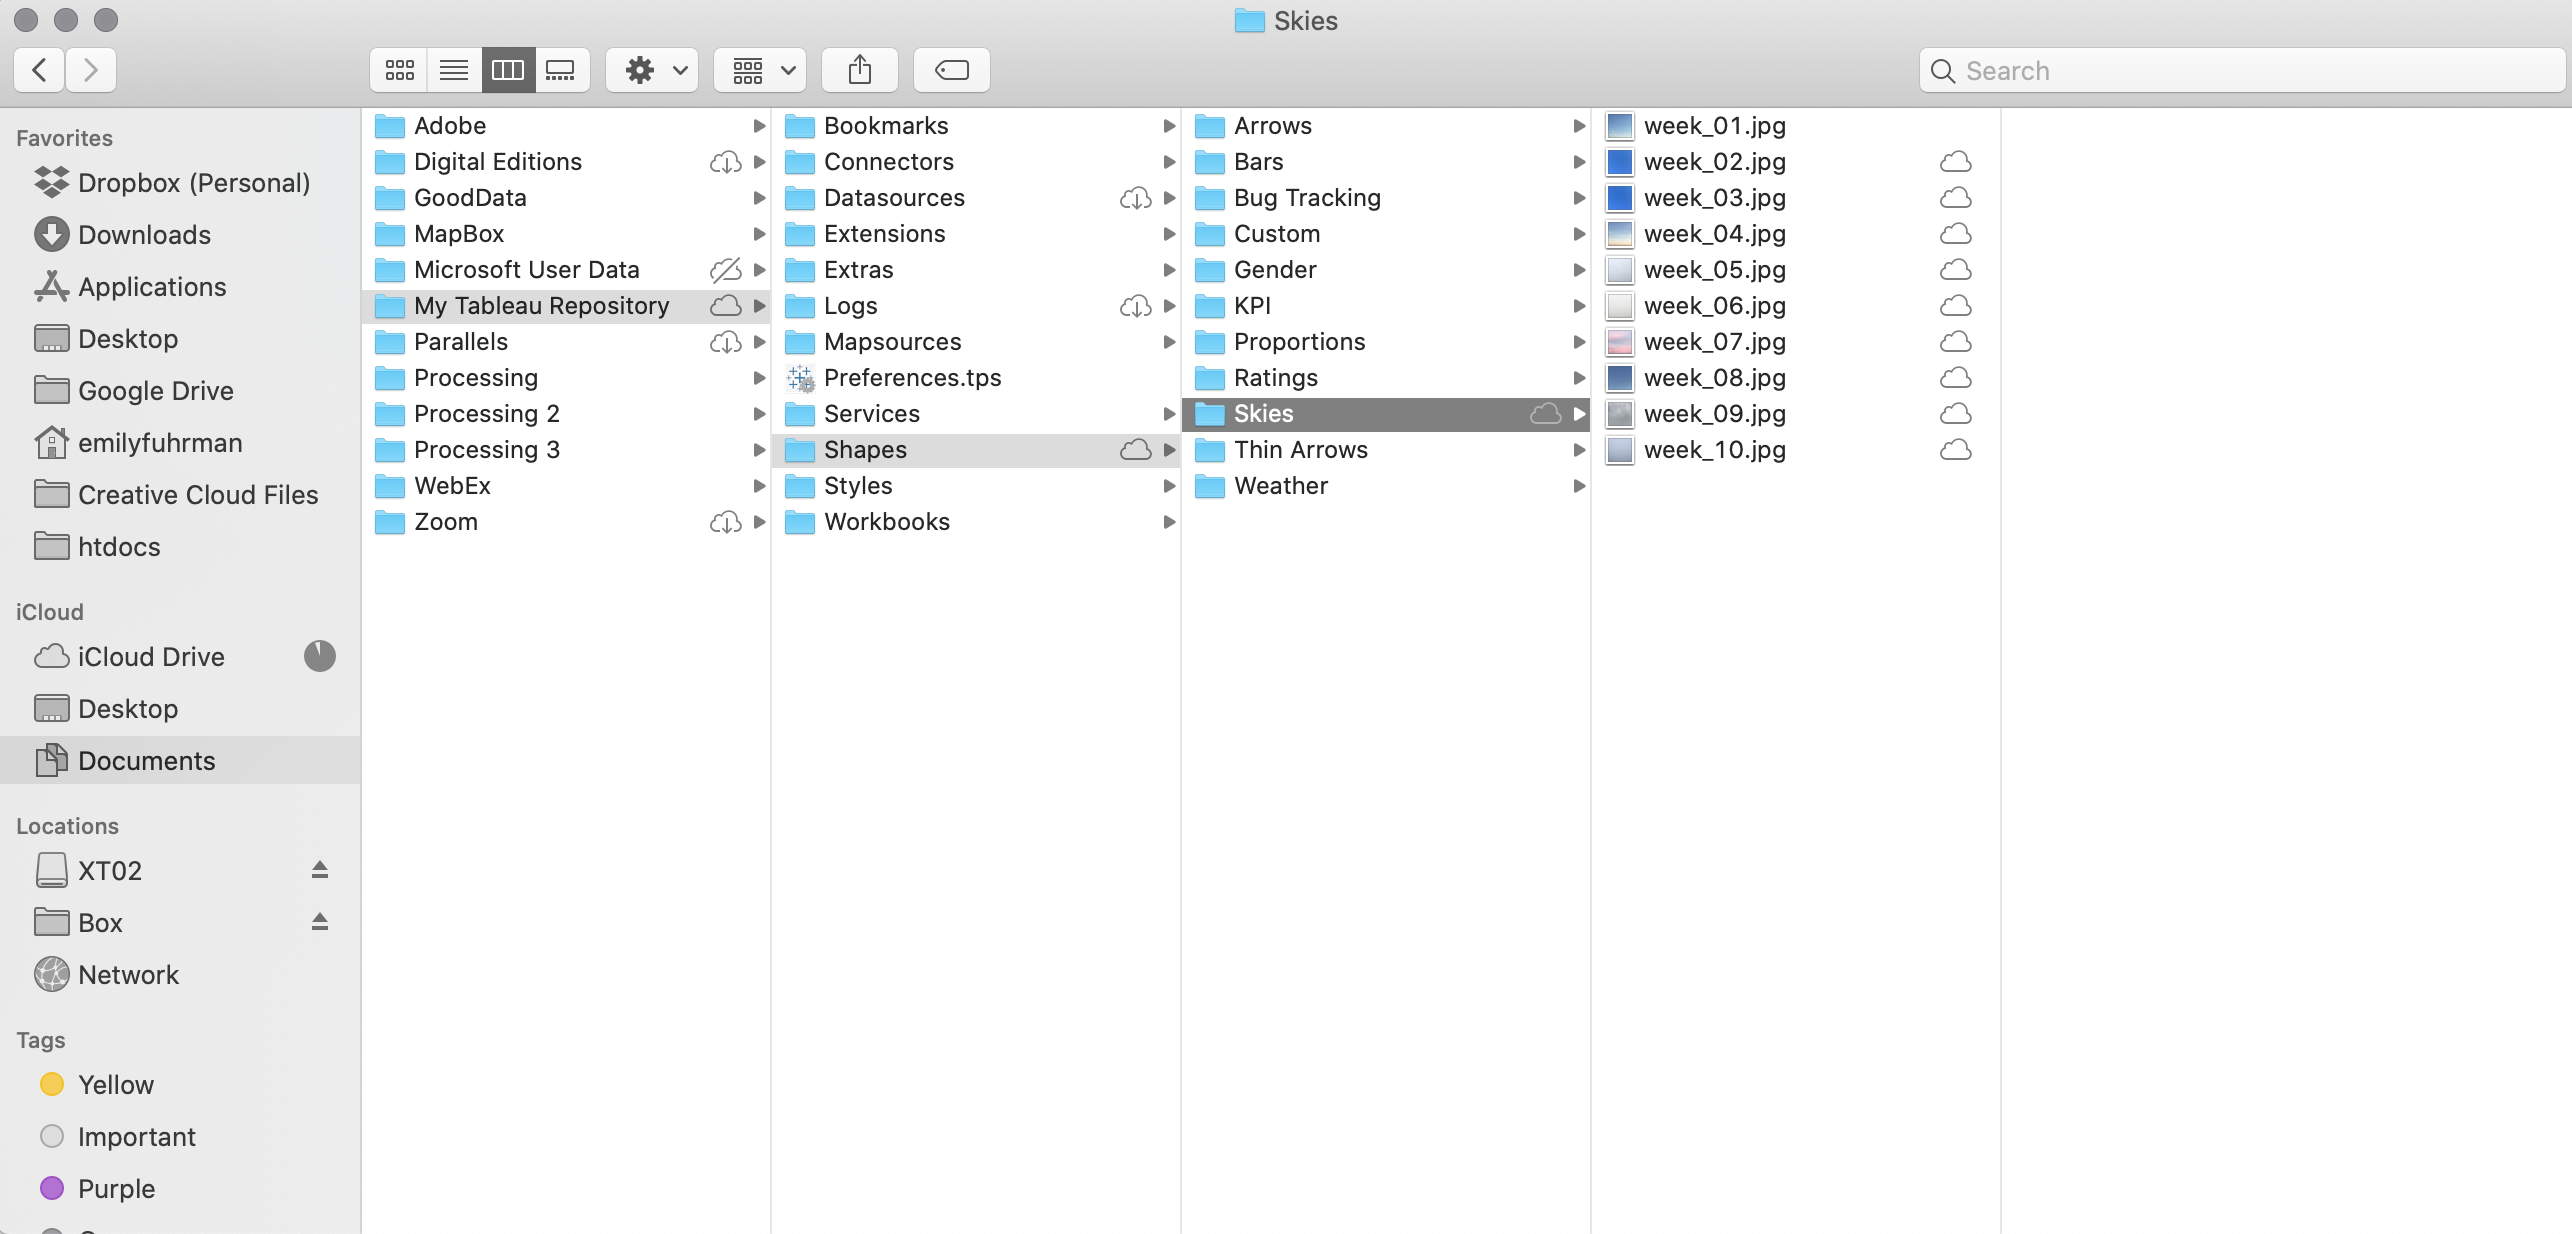 Skies
Search
Favorites
Dropbox (Personal)
Downloads
Applications
Desktop
Google Drive
emilyfuhrman
Creative Cloud Files
htdocs
iCloud
iCloud Drive
Desktop
Documents
Locations
XT02
Box
Network
Tags
Yellow
Important
Purple
Adobe
Digital Editions
GoodData
MapBox
Microsoft User Data
My Tableau Repository
Parallels
Processing
Processing 2
Processing 3
WebEx
Zoom
Bookmarks
Connectors
Datasources
Extensions
Extras
Logs
Mapsources
Preferences.tps
Services
Shapes
Styles
Workbooks
Arrows
Bars
Bug Tracking
Custom
Gender
KPI
Proportions
Ratings
Skies
Thin Arrows
Weather
week_01.jpg
week_02.jpg
week_03.jpg
week_04.jpg
week_05.jpg
week_06.jpg
week_07.jpg
week_08.jpg
week_09.jpg
week_10.jpg